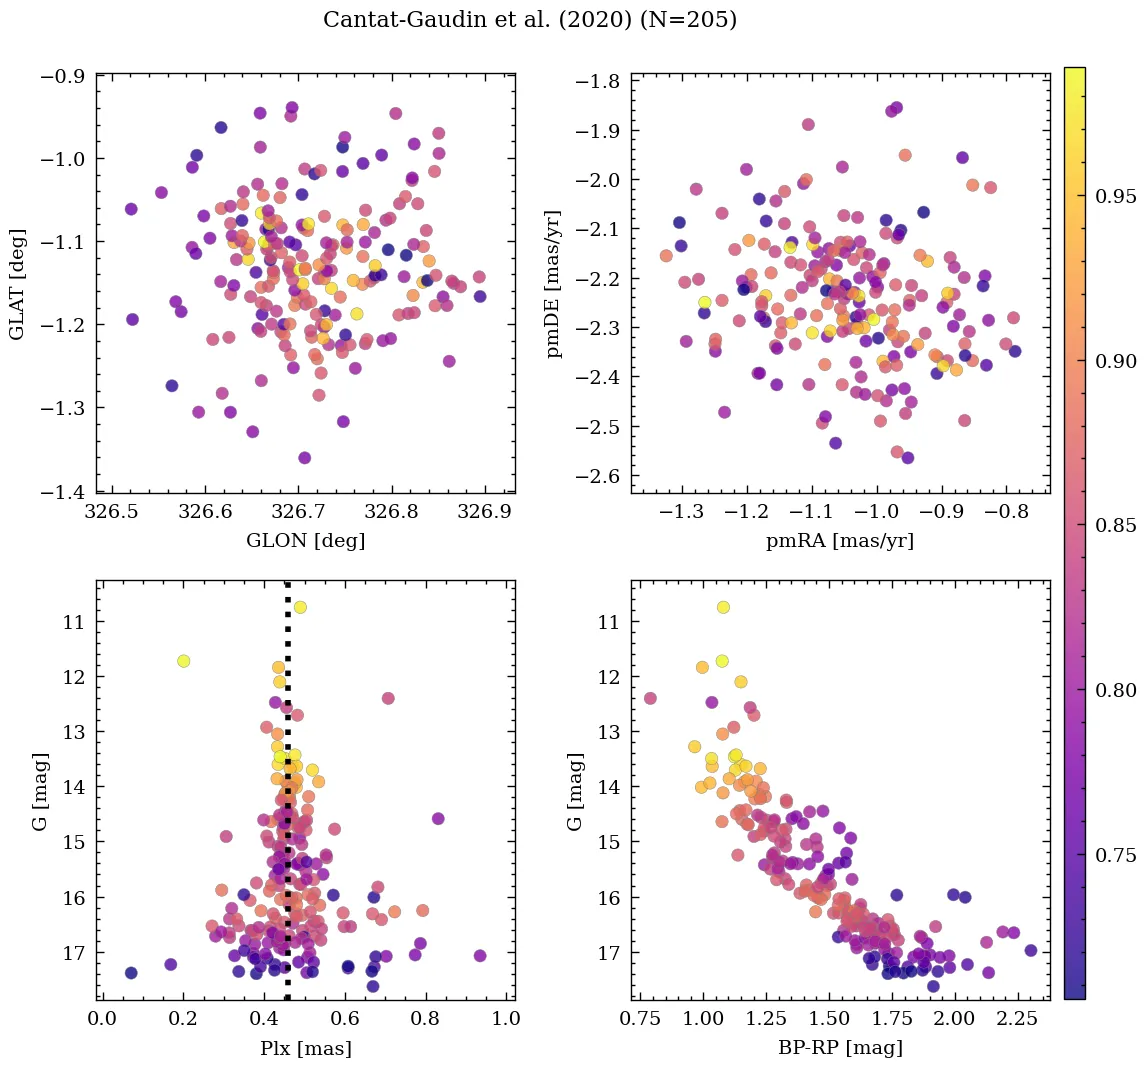 Cantat-Gaudin et al. (2020) (N=205)
−0.9
−1.0
−1.1
−1.2
−1.3
−1.4
GLAT [deg]
326.5 326.6 326.7 326.8 326.9
GLON [deg]
−1.8
−1.9
−2.0
−2.1
−2.2
−2.3
−2.4
−2.5
−2.6
pmDE [mas/yr]
−1.3 −1.2 −1.1 −1.0 −0.9 −0.8
pmRA [mas/yr]
11
12
13
14
15
16
17
G [mag]
0.0 0.2 0.4 0.6 0.8 1.0
Plx [mas]
11
12
13
14
15
16
17
G [mag]
0.75 1.00 1.25 1.50 1.75 2.00 2.25
BP-RP [mag]
0.95
0.90
0.85
0.80
0.75